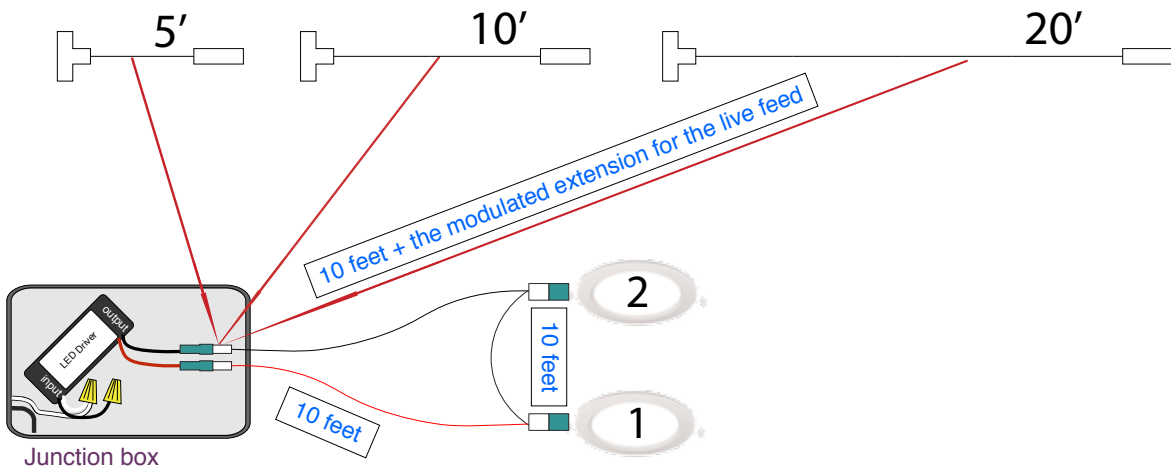 5’
10’
20’
10 feet + the modulated extension for the live feed
output
LED Driver
input
2
10 feet
1
10 feet
Junction box